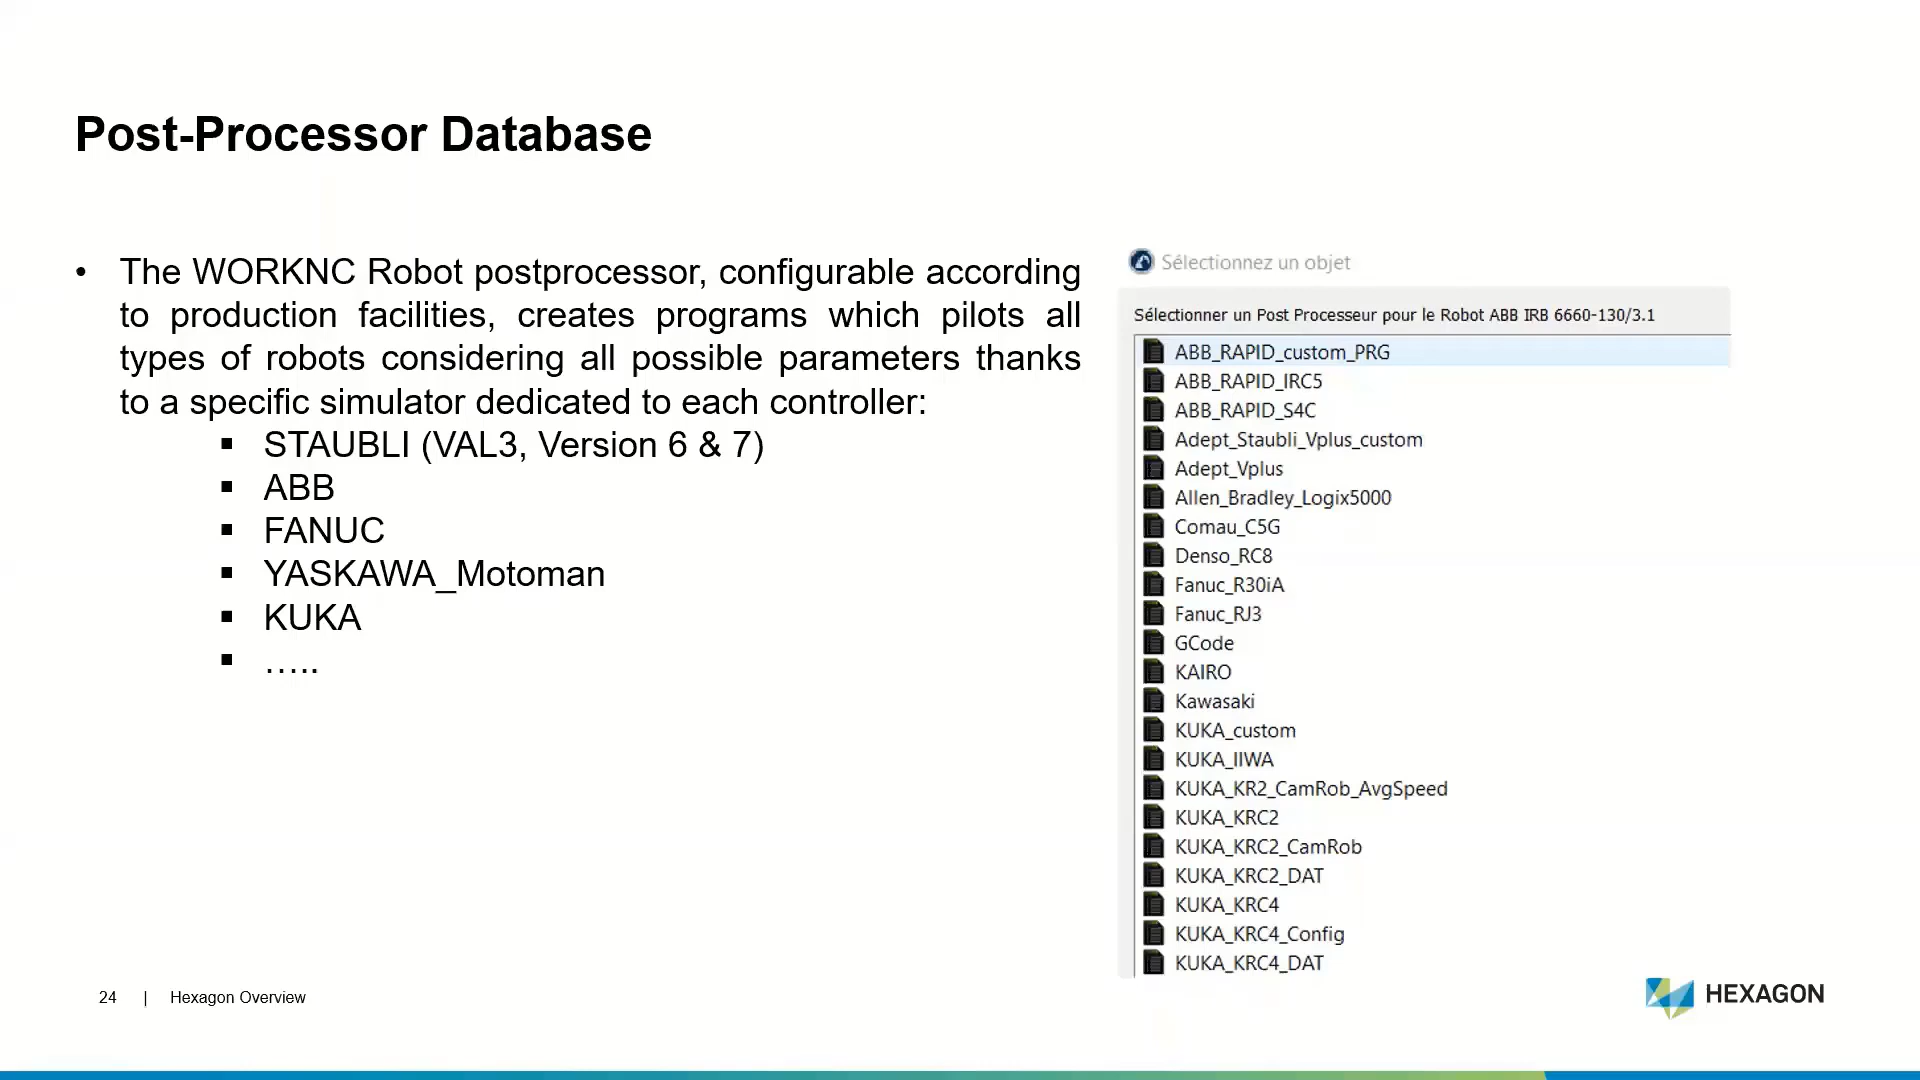 Post-Processor Database
• The WORKNC Robot postprocessor, configurable according
to production facilities, creates programs which pilots all
types of robots considering all possible parameters thanks
to a specific simulator dedicated to each controller:
▪ STAUBLI (VAL3, Version 6 & 7)
▪ ABB
▪ FANUC
▪ YASKAWA_Motoman
▪ KUKA
▪ …..
Sélectionnez un objet
Sélectionner un Post Processeur pour le Robot ABB IRB 6660-130/3.1
ABB_RAPID_custom_PRG
ABB_RAPID_IRC5
ABB_RAPID_S4C
Adept_Staubli_Vplus_custom
Adept_Vplus
Allen_Bradley_Logix5000
Comau_C5G
Denso_RC8
Fanuc_R30iA
Fanuc_RJ3
GCode
KAIRO
Kawasaki
KUKA_custom
KUKA_IIWA
KUKA_KR2_CamRob_AvgSpeed
KUKA_KRC2
KUKA_KRC2_CamRob
KUKA_KRC2_DAT
KUKA_KRC4
KUKA_KRC4_Config
KUKA_KRC4_DAT
24 | Hexagon Overview
HEXAGON